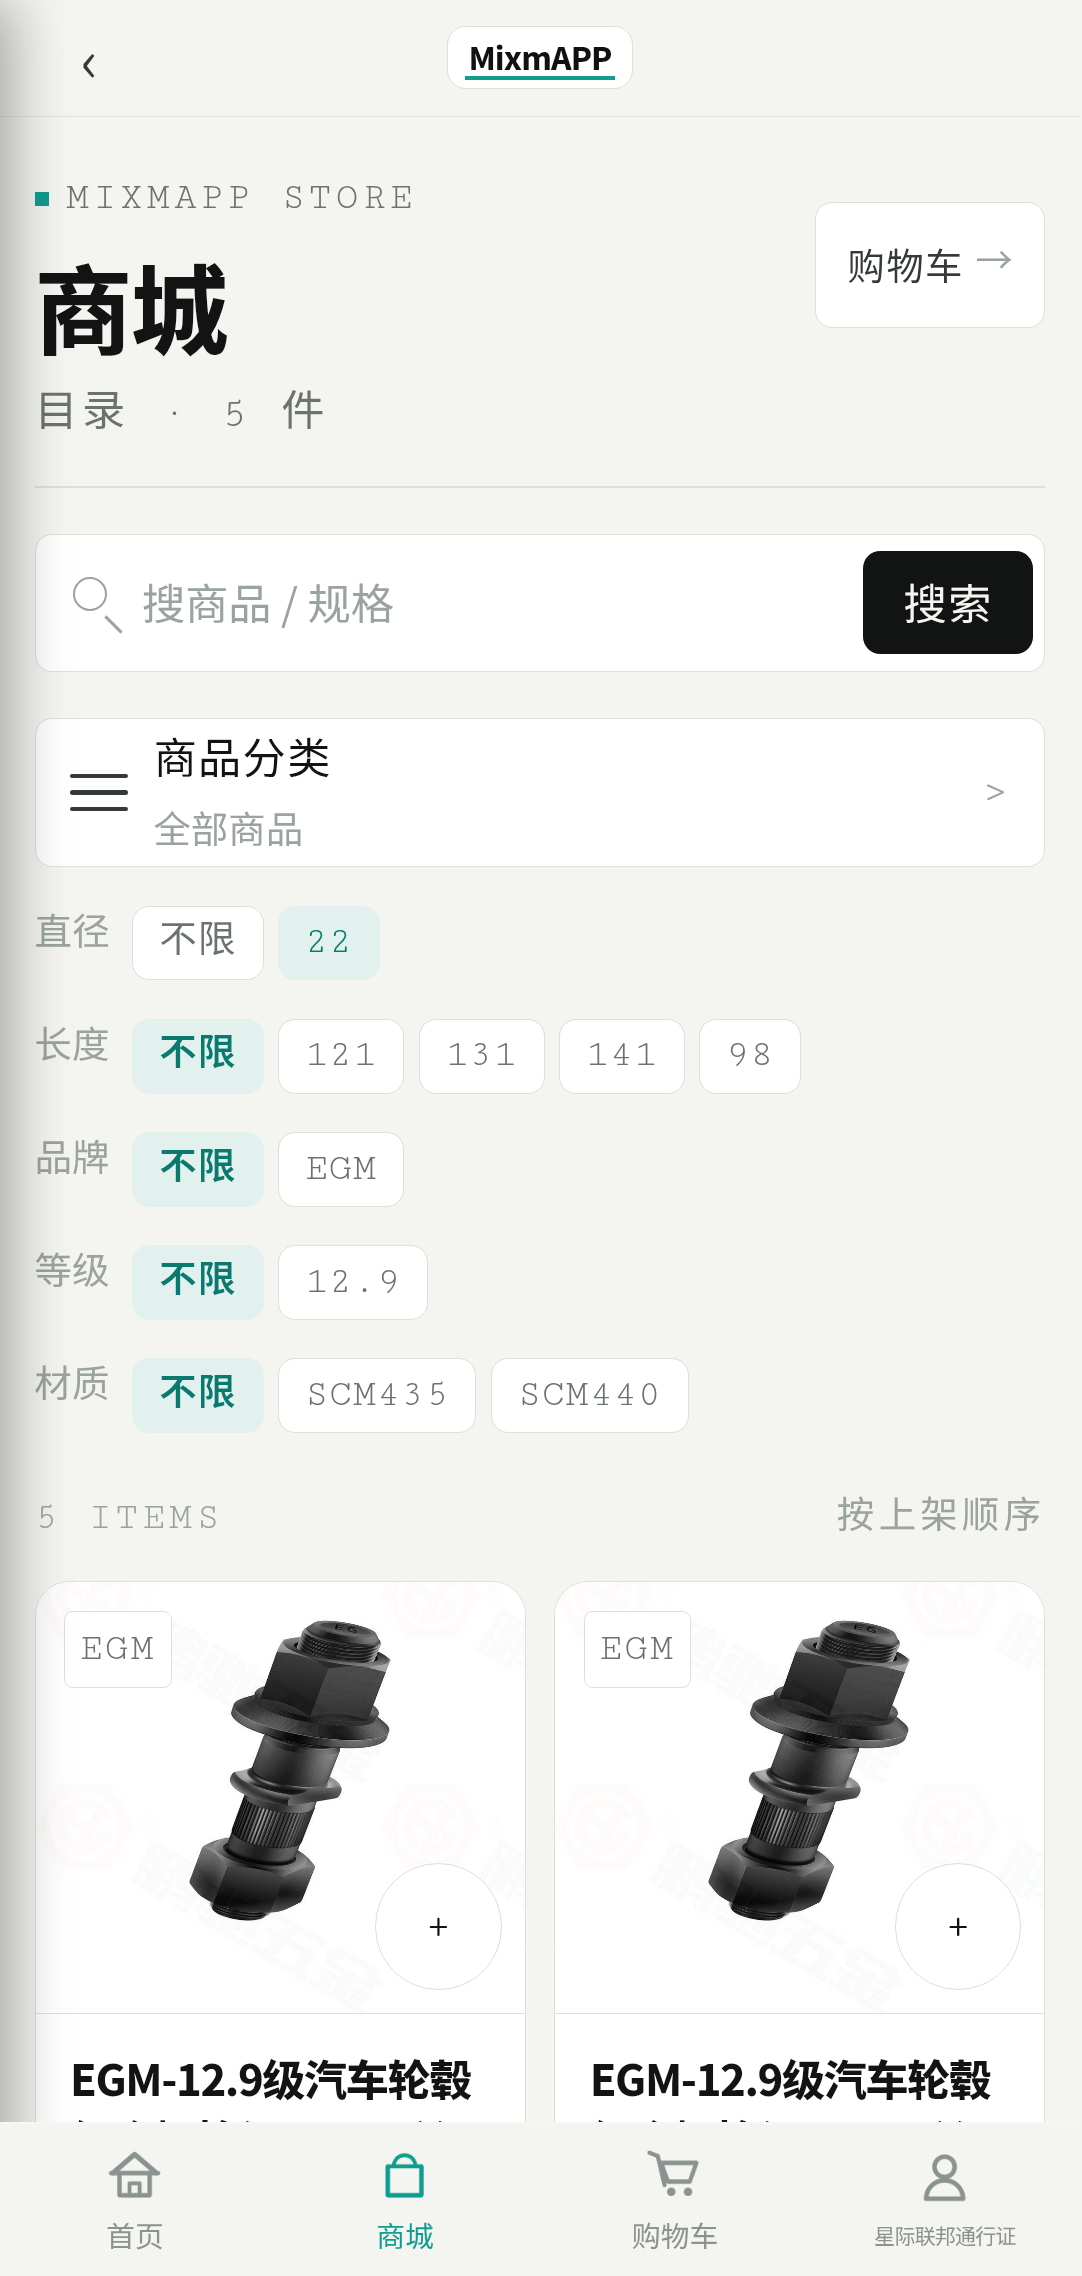 ‹
MixmAPP
MIXMAPP STORE
商城
购物车 →
目录 · 5 件
搜商品 / 规格
搜索
商品分类
全部商品
>
直径 不限 22
长度 不限 121 131 141 98
品牌 不限 EGM
等级 不限 12.9
材质 不限 SCM435 SCM440
5 ITEMS
按上架顺序
EGM
+
EGM
+
EGM-12.9级汽车轮毂
EGM-12.9级汽车轮毂
首页
商城
购物车
星际联邦通行证